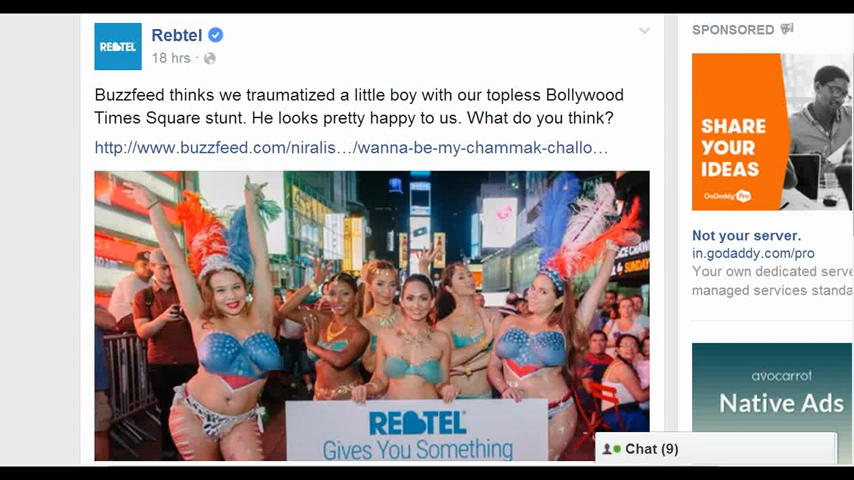 REBTEL
Rebtel
18 hrs ·
Buzzfeed thinks we traumatized a little boy with our topless Bollywood
Times Square stunt. He looks pretty happy to us. What do you think?
http://www.buzzfeed.com/niralis…/wanna-be-my-chammak-challo…
REBTEL
Gives You Something
& SUNDAY
SPONSORED
SHARE
YOUR
IDEAS
GoDaddy Pro
Not your server.
in.godaddy.com/pro
Your own dedicated serve
managed services standa
avocarrot
Native Ads
Chat (9)